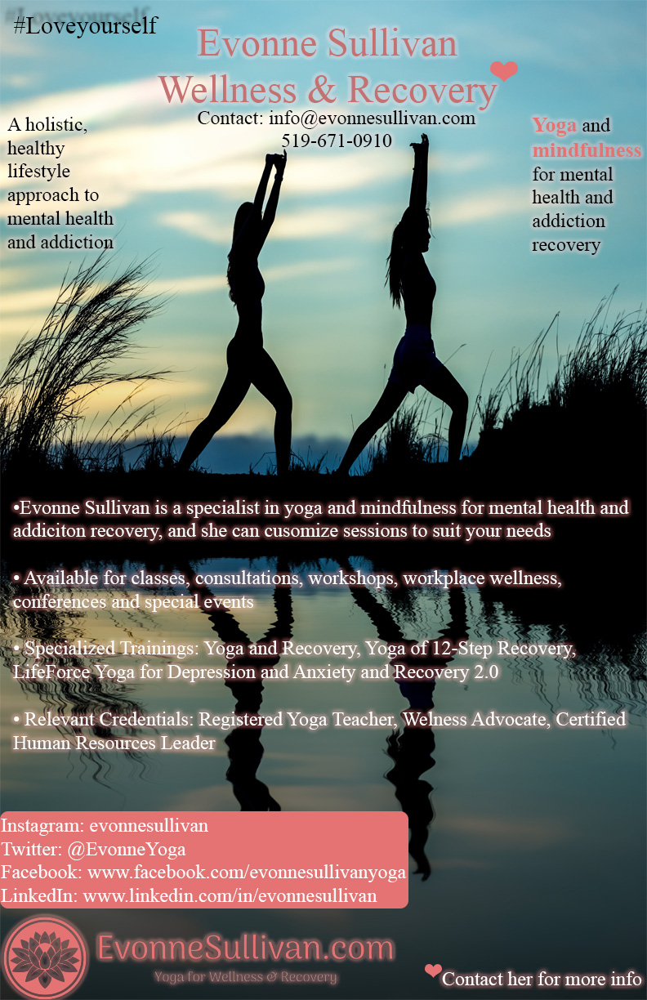 #Loveyourself
Evonne Sullivan
Wellness & Recovery
Contact: info@evonnesullivan.com
519-671-0910
A holistic,
healthy
lifestyle
approach to
mental health
and addiction
Yoga and
mindfulness
for mental
health and
addiction
recovery
•Evonne Sullivan is a specialist in yoga and mindfulness for mental health and
addiciton recovery, and she can cusomize sessions to suit your needs
• Available for classes, consultations, workshops, workplace wellness,
conferences and special events
• Specialized Trainings: Yoga and Recovery, Yoga of 12-Step Recovery,
LifeForce Yoga for Depression and Anxiety and Recovery 2.0
• Relevant Credentials: Registered Yoga Teacher, Welness Advocate, Certified
Human Resources Leader
Instagram: evonnesullivan
Twitter: @EvonneYoga
Facebook: www.facebook.com/evonnesullivanyoga
LinkedIn: www.linkedin.com/in/evonnesullivan
EvonneSullivan.com
Yoga for Wellness & Recovery
Contact her for more info